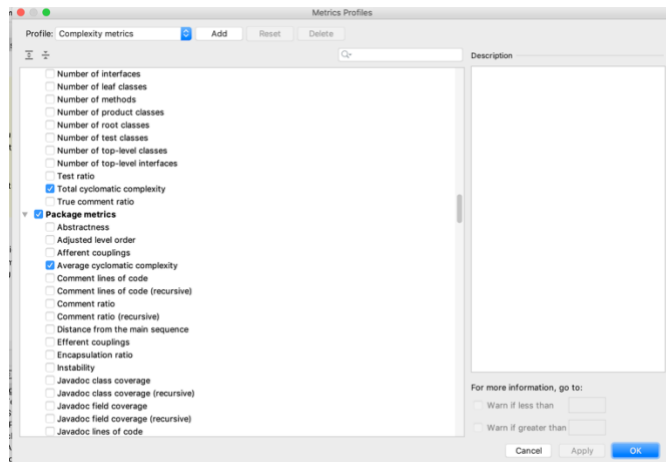 Metrics Profiles
Profile: Complexity metrics Add Reset Delete
Description
Number of interfaces
Number of leaf classes
Number of methods
Number of product classes
Number of root classes
Number of test classes
Number of top-level classes
Number of top-level interfaces
Test ratio
Total cyclomatic complexity
True comment ratio
Package metrics
Abstractness
Adjusted level order
Afferent couplings
Average cyclomatic complexity
Comment lines of code
Comment lines of code (recursive)
Comment ratio
Comment ratio (recursive)
Distance from the main sequence
Efferent couplings
Encapsulation ratio
Instability
Javadoc class coverage
Javadoc class coverage (recursive)
Javadoc field coverage
Javadoc field coverage (recursive)
Javadoc lines of code
For more information, go to:
Warn if less than
Warn if greater than
Cancel Apply OK